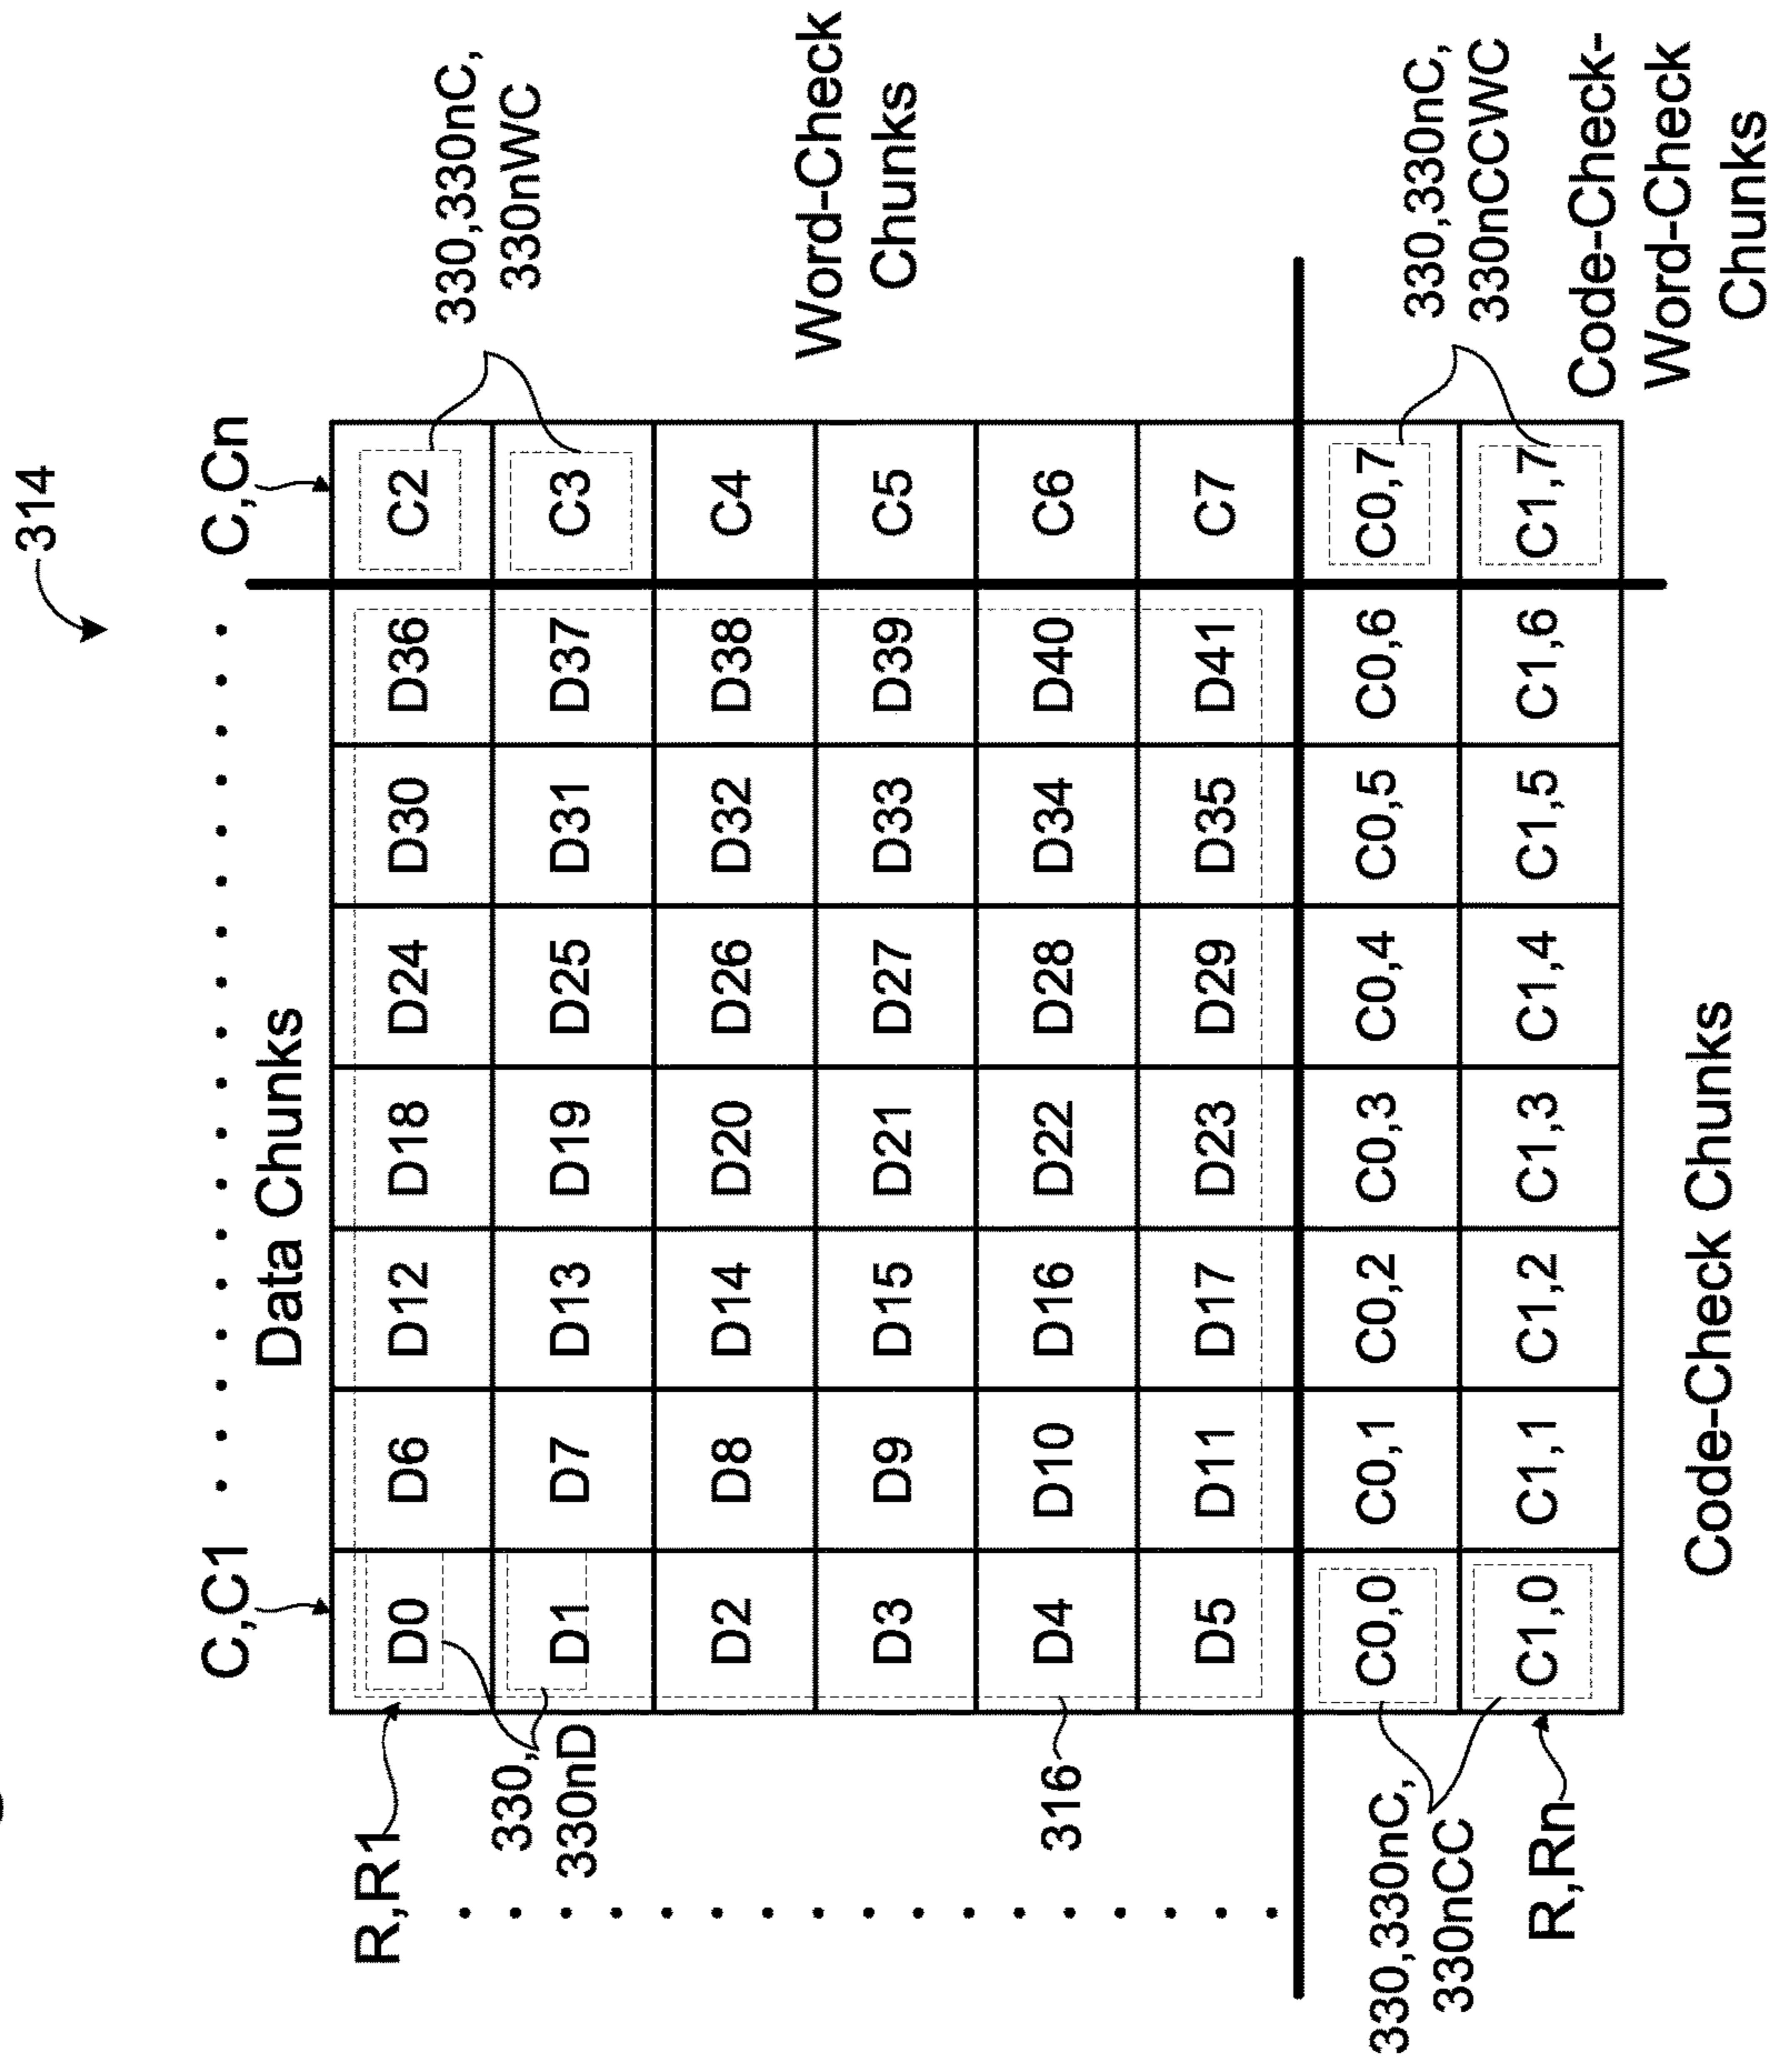 314
C,C1 . . . . . . . . . . . . . . . . . . C,Cn
Data Chunks
R,R1
D0 D6 D12 D18 D24 D30 D36 C2
D1 D7 D13 D19 D25 D31 D37 C3
D2 D8 D14 D20 D26 D32 D38 C4
D3 D9 D15 D21 D27 D33 D39 C5
D4 D10 D16 D22 D28 D34 D40 C6
D5 D11 D17 D23 D29 D35 D41 C7
C0,0 C0,1 C0,2 C0,3 C0,4 C0,5 C0,6 C0,7
C1,0 C1,1 C1,2 C1,3 C1,4 C1,5 C1,6 C1,7
330,
330nD
316
330,330nC,
330nCC
R,Rn
330,330nC,
330nWC
Word-Check
Chunks
330,330nC,
330nCCWC
Code-Check-
Word-Check
Chunks
Code-Check Chunks